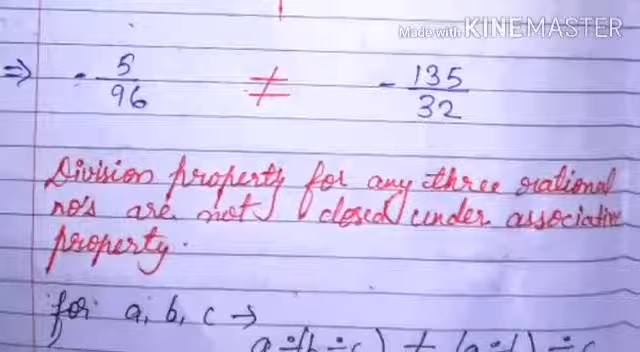 Made with KINEMASTER
⇒ - 5/96 ≠ - 135/32
Division property for any three rational
no's are not closed under associative
property.
for a, b, c →